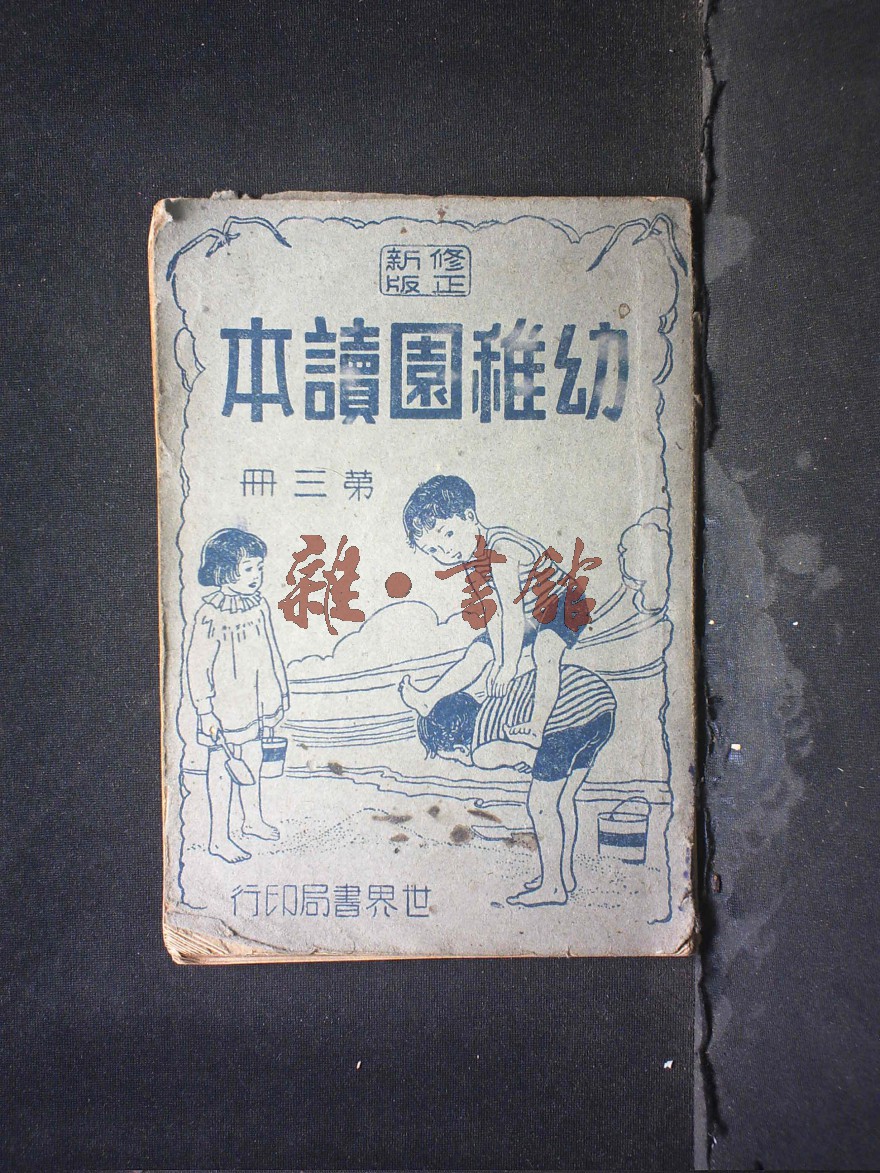 修正
新版
幼稚園讀本
第三冊
雜·書館
世界書局印行